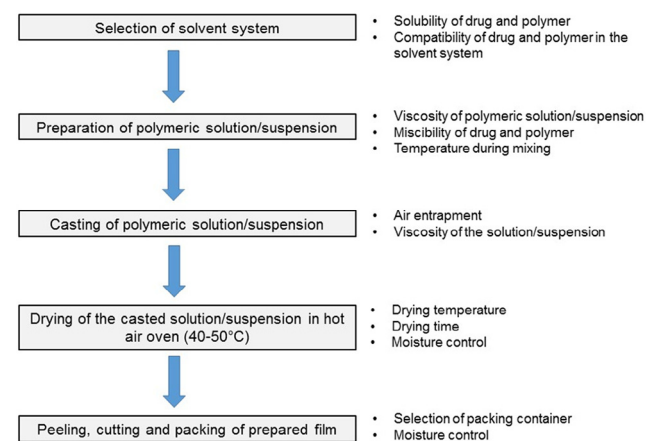 Selection of solvent system
• Solubility of drug and polymer
• Compatibility of drug and polymer in the
solvent system
Preparation of polymeric solution/suspension
• Viscosity of polymeric solution/suspension
• Miscibility of drug and polymer
• Temperature during mixing
Casting of polymeric solution/suspension
• Air entrapment
• Viscosity of the solution/suspension
Drying of the casted solution/suspension in hot
air oven (40-50°C)
• Drying temperature
• Drying time
• Moisture control
Peeling, cutting and packing of prepared film
• Selection of packing container
• Moisture control